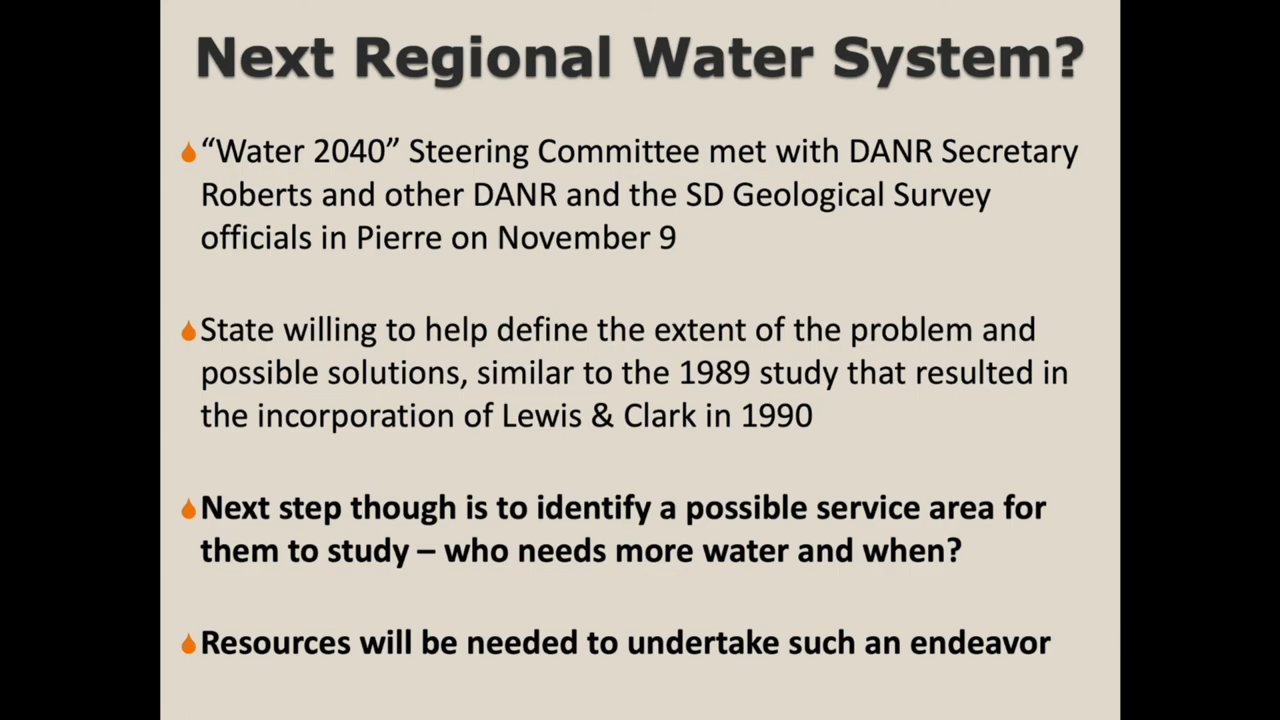 Next Regional Water System?
“Water 2040” Steering Committee met with DANR Secretary
Roberts and other DANR and the SD Geological Survey
officials in Pierre on November 9
State willing to help define the extent of the problem and
possible solutions, similar to the 1989 study that resulted in
the incorporation of Lewis & Clark in 1990
Next step though is to identify a possible service area for
them to study – who needs more water and when?
Resources will be needed to undertake such an endeavor